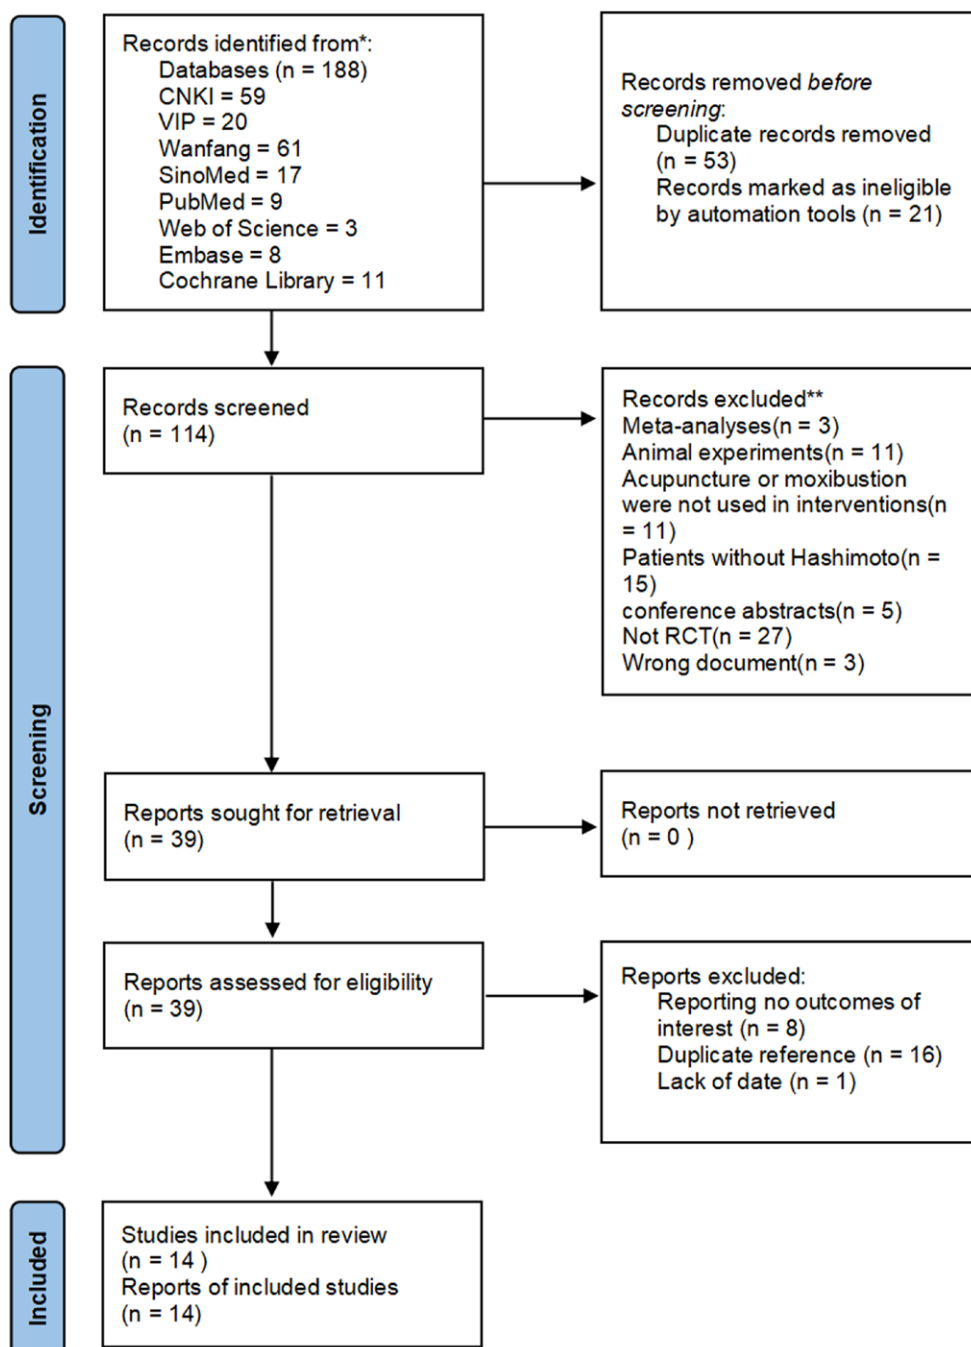 Identification
Records identified from*:
Databases (n = 188)
CNKI = 59
VIP = 20
Wanfang = 61
SinoMed = 17
PubMed = 9
Web of Science = 3
Embase = 8
Cochrane Library = 11
Records removed before
screening:
Duplicate records removed
(n = 53)
Records marked as ineligible
by automation tools (n = 21)
Screening
Records screened
(n = 114)
Records excluded**
Meta-analyses(n = 3)
Animal experiments(n = 11)
Acupuncture or moxibustion
were not used in interventions(n
= 11)
Patients without Hashimoto(n =
15)
conference abstracts(n = 5)
Not RCT(n = 27)
Wrong document(n = 3)
Reports sought for retrieval
(n = 39)
Reports not retrieved
(n = 0 )
Reports assessed for eligibility
(n = 39)
Reports excluded:
Reporting no outcomes of
interest (n = 8)
Duplicate reference (n = 16)
Lack of date (n = 1)
Included
Studies included in review
(n = 14 )
Reports of included studies
(n = 14)